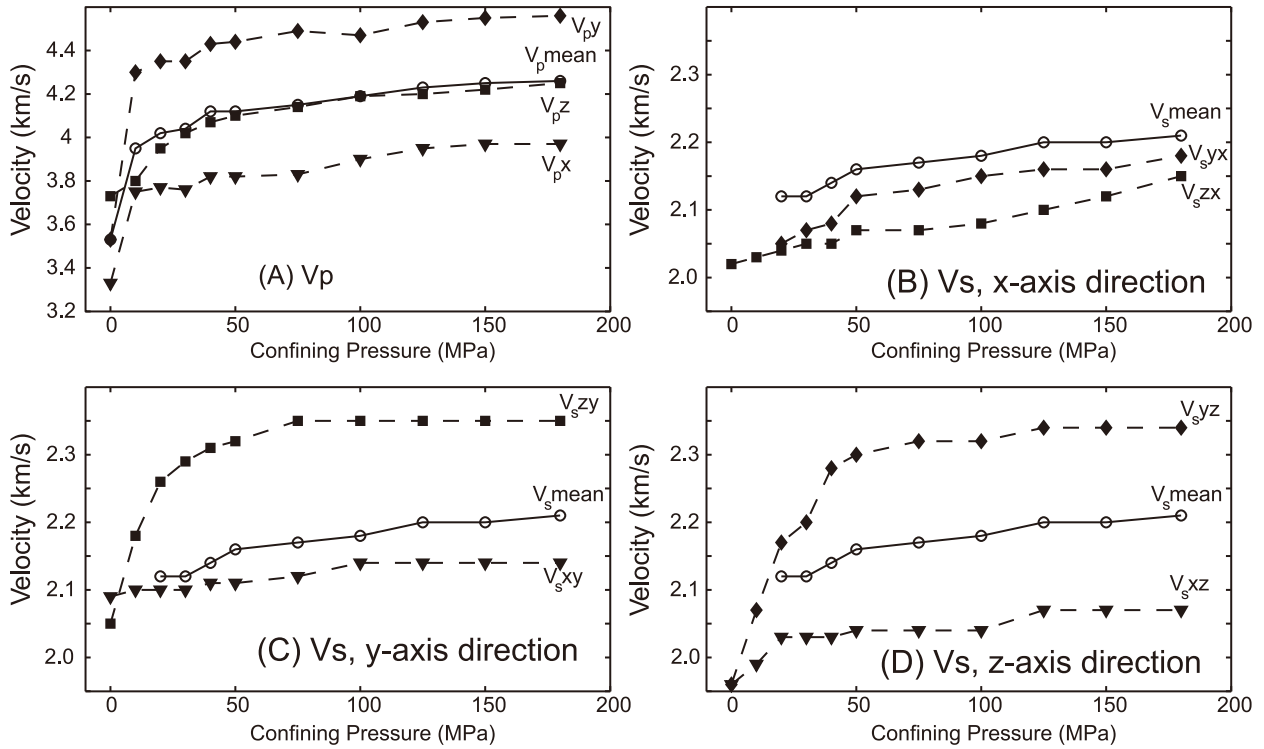 4.4
4.2
4
3.8
3.6
3.4
3.2
Velocity (km/s)
Vₚy
Vₚmean
Vₚz
Vₚx
(A) Vp
0 50 100 150 200
Confining Pressure (MPa)
2.3
2.2
2.1
2.0
Velocity (km/s)
Vₛmean
Vₛyx
Vₛzx
(B) Vs, x-axis direction
0 50 100 150 200
Confining Pressure (MPa)
2.3
2.2
2.1
2.0
Velocity (km/s)
Vₛzy
Vₛmean
Vₛxy
(C) Vs, y-axis direction
0 50 100 150 200
Confining Pressure (MPa)
2.3
2.2
2.1
2.0
Velocity (km/s)
Vₛyz
Vₛmean
Vₛxz
(D) Vs, z-axis direction
0 50 100 150 200
Confining Pressure (MPa)